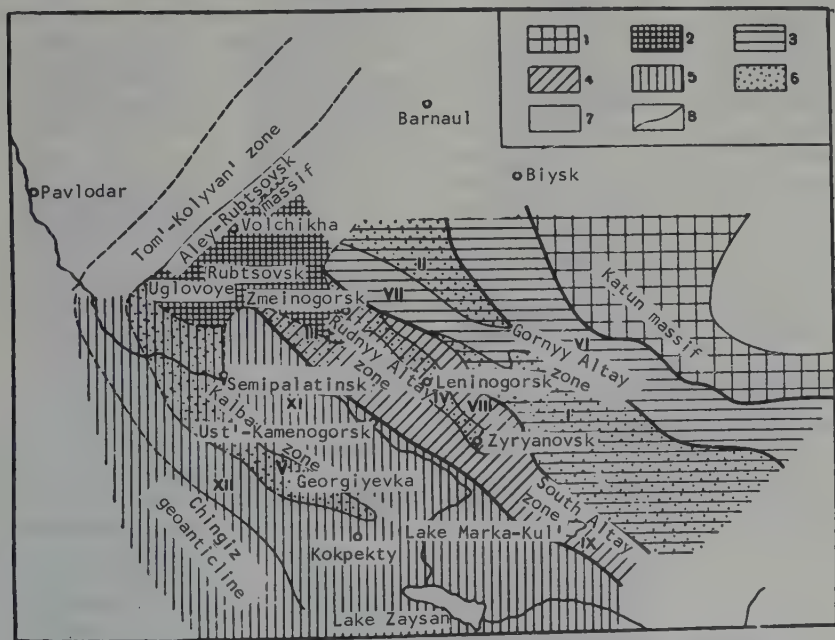 1
2
3
4
5
6
7
8
Barnaul
Biysk
Pavlodar
Tom'-Kolyvan' zone
Aley-Rubtsovsk
massif
Volchikha
Rubtsovsk
Uglovoye
Zmeinogorsk
II
VII
III
Rudnyy Altay
zone
Gornyy Altay
zone
VI
Katun massif
Semipalatinsk
Leninogorsk
I
IV
VIII
XI
Kalba
zone
Ust'-Kamenogorsk
Zyryanovsk
V
Georgiyevka
XII
South Altay
zone
IX
Chingiz
geoanticline
Kokpekty
Lake Marka-Kul'
Lake Zaysan